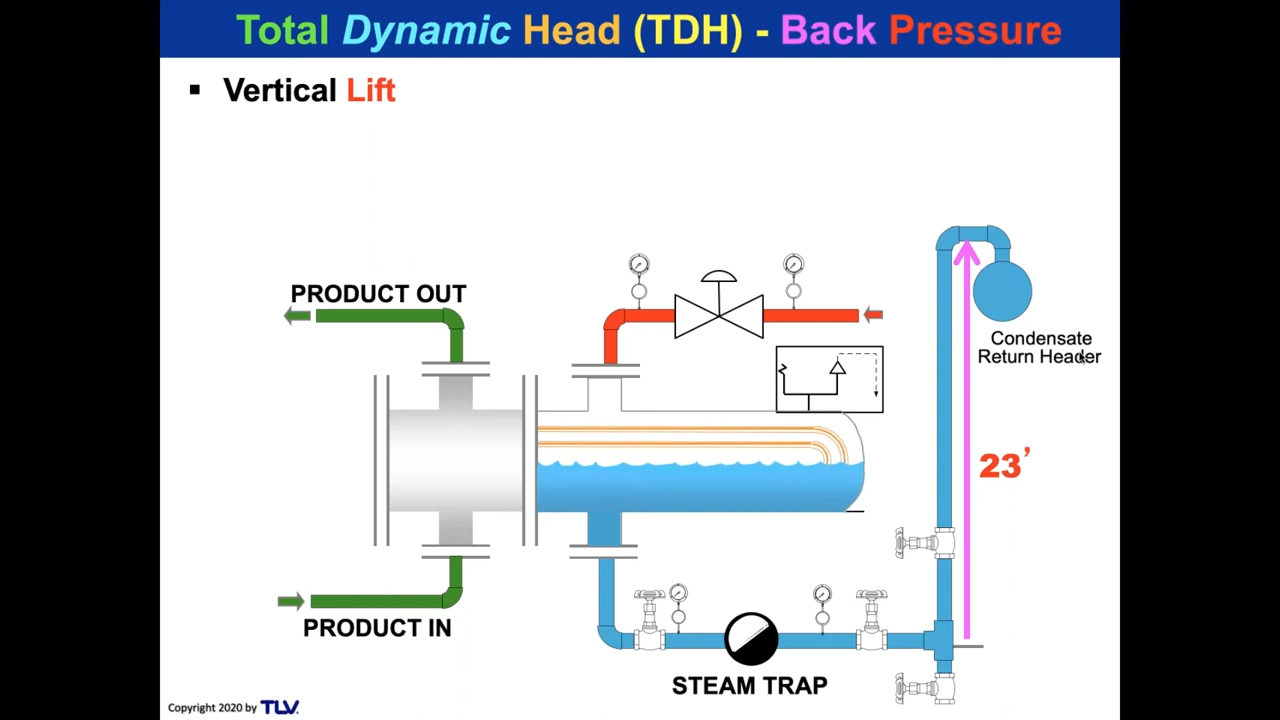 Total Dynamic Head (TDH) - Back Pressure
▪ Vertical Lift
PRODUCT OUT
Condensate
Return Header
23’
PRODUCT IN
STEAM TRAP
Copyright 2020 by TLV